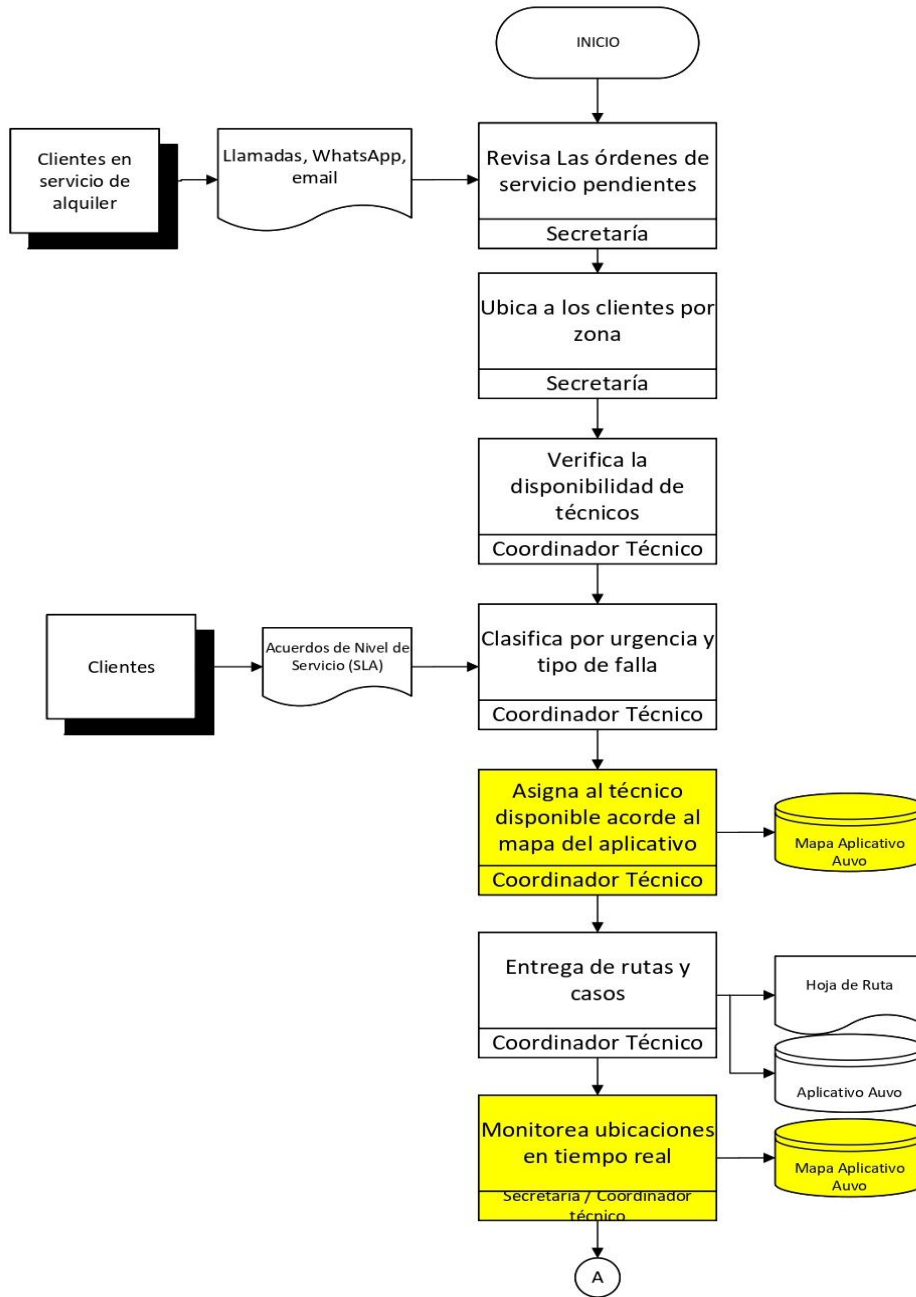 INICIO
Clientes en
servicio de
alquiler
Llamadas, WhatsApp,
email
Revisa Las órdenes de
servicio pendientes
Secretaría
Ubica a los clientes por
zona
Secretaría
Verifica la
disponibilidad de
técnicos
Coordinador Técnico
Clientes
Acuerdos de Nivel de
Servicio (SLA)
Clasifica por urgencia y
tipo de falla
Coordinador Técnico
Asigna al técnico
disponible acorde al
mapa del aplicativo
Coordinador Técnico
Mapa Aplicativo
Auvo
Entrega de rutas y
casos
Coordinador Técnico
Hoja de Ruta
Aplicativo Auvo
Monitorea ubicaciones
en tiempo real
Secretaría / Coordinador
técnico
Mapa Aplicativo
Auvo
A